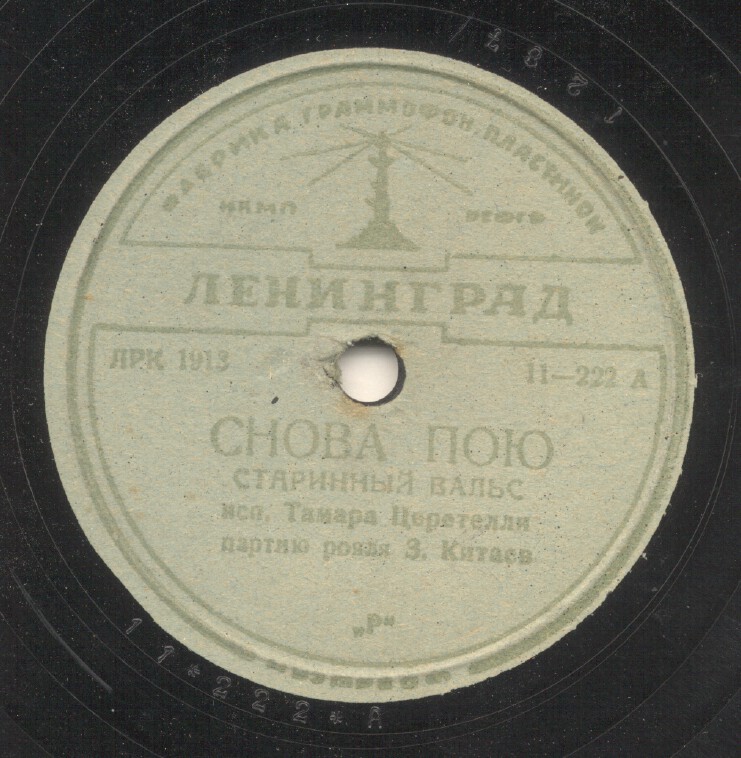 ФАБРИКА ГРАММОФОН. ПЛАСТИНОК
НКМП
ЛЕНИНГРАД
ЛРК 1913
11—222 А
СНОВА ПОЮ
СТАРИННЫЙ ВАЛЬС
исп. Тамара Церетелли
партию рояля З. Китаев
„Р“
11*222*А